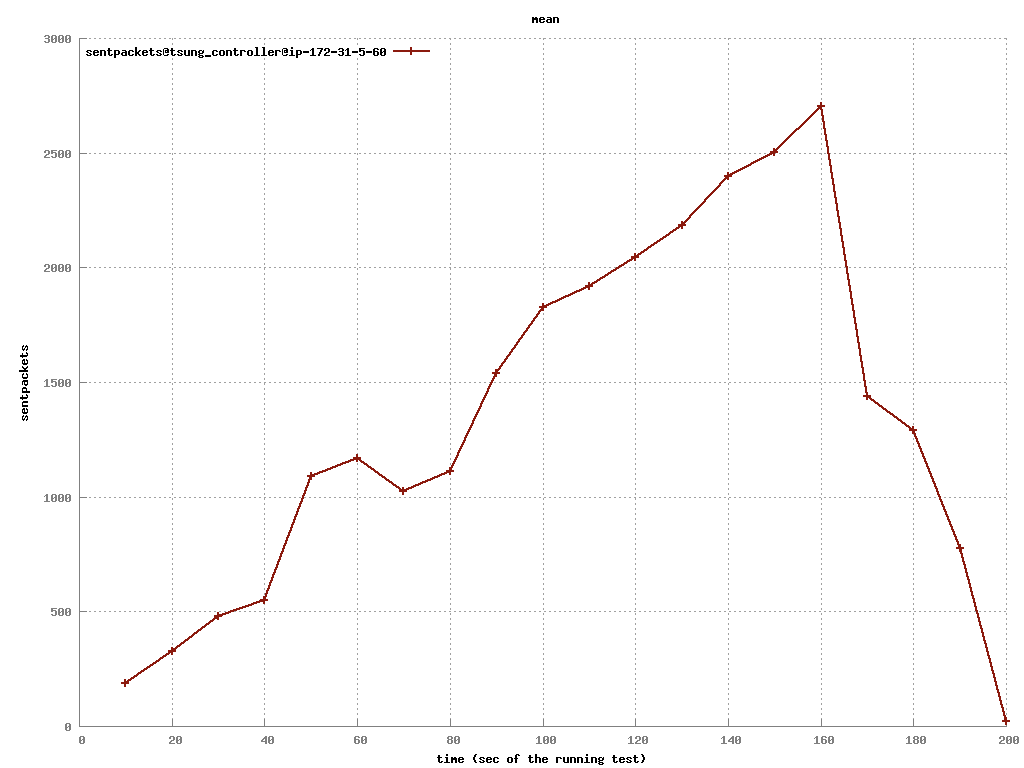 mean
3000
sentpackets@tsung_controller@ip-172-31-5-60
2500
2000
1500
sentpackets
1000
500
0
0 20 40 60 80 100 120 140 160 180 200
time (sec of the running test)